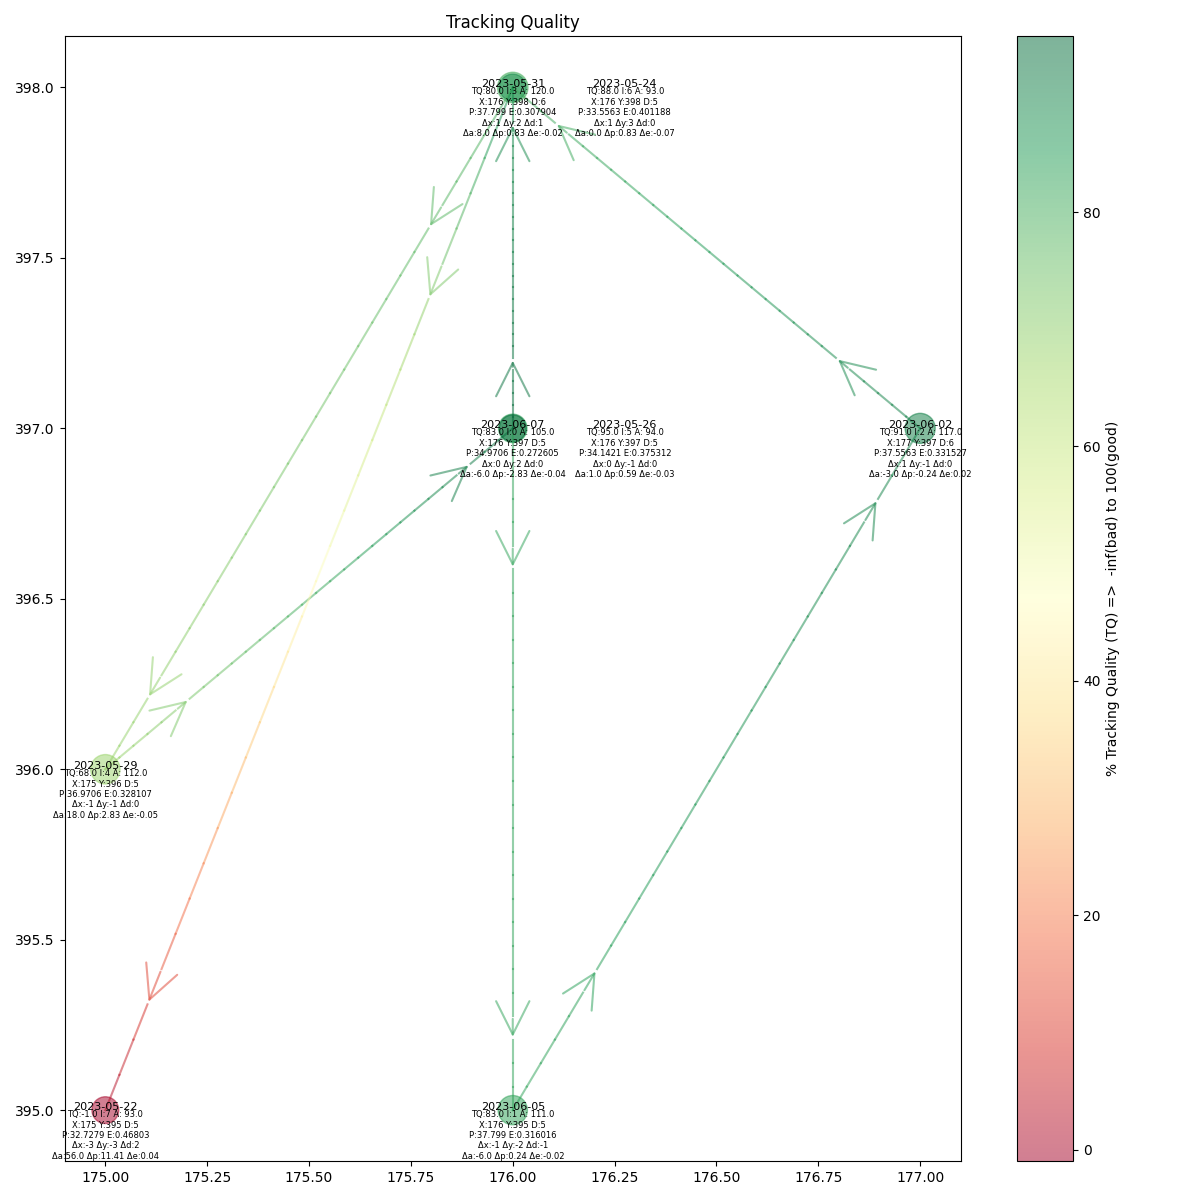 Tracking Quality
398.0
397.5
397.0
396.5
396.0
395.5
395.0
2023-05-31
TQ:80.0 I:3 A: 120.0
X:176 Y:398 D:6
P:37.799 E:0.307904
Δx:1 Δy:2 Δd:1
Δa:8.0 Δp:0.83 Δe:-0.02
2023-05-24
TQ:88.0 I:6 A: 93.0
X:176 Y:398 D:5
P:33.5563 E:0.401188
Δx:1 Δy:3 Δd:0
Δa:0.0 Δp:0.83 Δe:-0.07
2023-06-07
TQ:83.0 I:0 A: 105.0
X:176 Y:397 D:5
P:34.9706 E:0.272605
Δx:0 Δy:2 Δd:0
Δa:-6.0 Δp:-2.83 Δe:-0.04
2023-05-26
TQ:95.0 I:5 A: 94.0
X:176 Y:397 D:5
P:34.1421 E:0.375312
Δx:0 Δy:-1 Δd:0
Δa:1.0 Δp:0.59 Δe:-0.03
2023-06-02
TQ:91.0 I:2 A: 117.0
X:177 Y:397 D:6
P:37.5563 E:0.331527
Δx:1 Δy:-1 Δd:0
Δa:-3.0 Δp:-0.24 Δe:0.02
2023-05-29
TQ:68.0 I:4 A: 112.0
X:175 Y:396 D:5
P:36.9706 E:0.328107
Δx:-1 Δy:-1 Δd:0
Δa:18.0 Δp:2.83 Δe:-0.05
2023-05-22
TQ:-1.0 I:7 A: 93.0
X:175 Y:395 D:5
P:32.7279 E:0.46803
Δx:-3 Δy:-3 Δd:2
Δa:56.0 Δp:11.41 Δe:0.04
2023-06-05
TQ:83.0 I:1 A: 111.0
X:176 Y:395 D:5
P:37.799 E:0.316016
Δx:-1 Δy:-2 Δd:-1
Δa:-6.0 Δp:0.24 Δe:-0.02
175.00 175.25 175.50 175.75 176.00 176.25 176.50 176.75 177.00
80
60
40
20
0
% Tracking Quality (TQ) =>  -inf(bad) to 100(good)